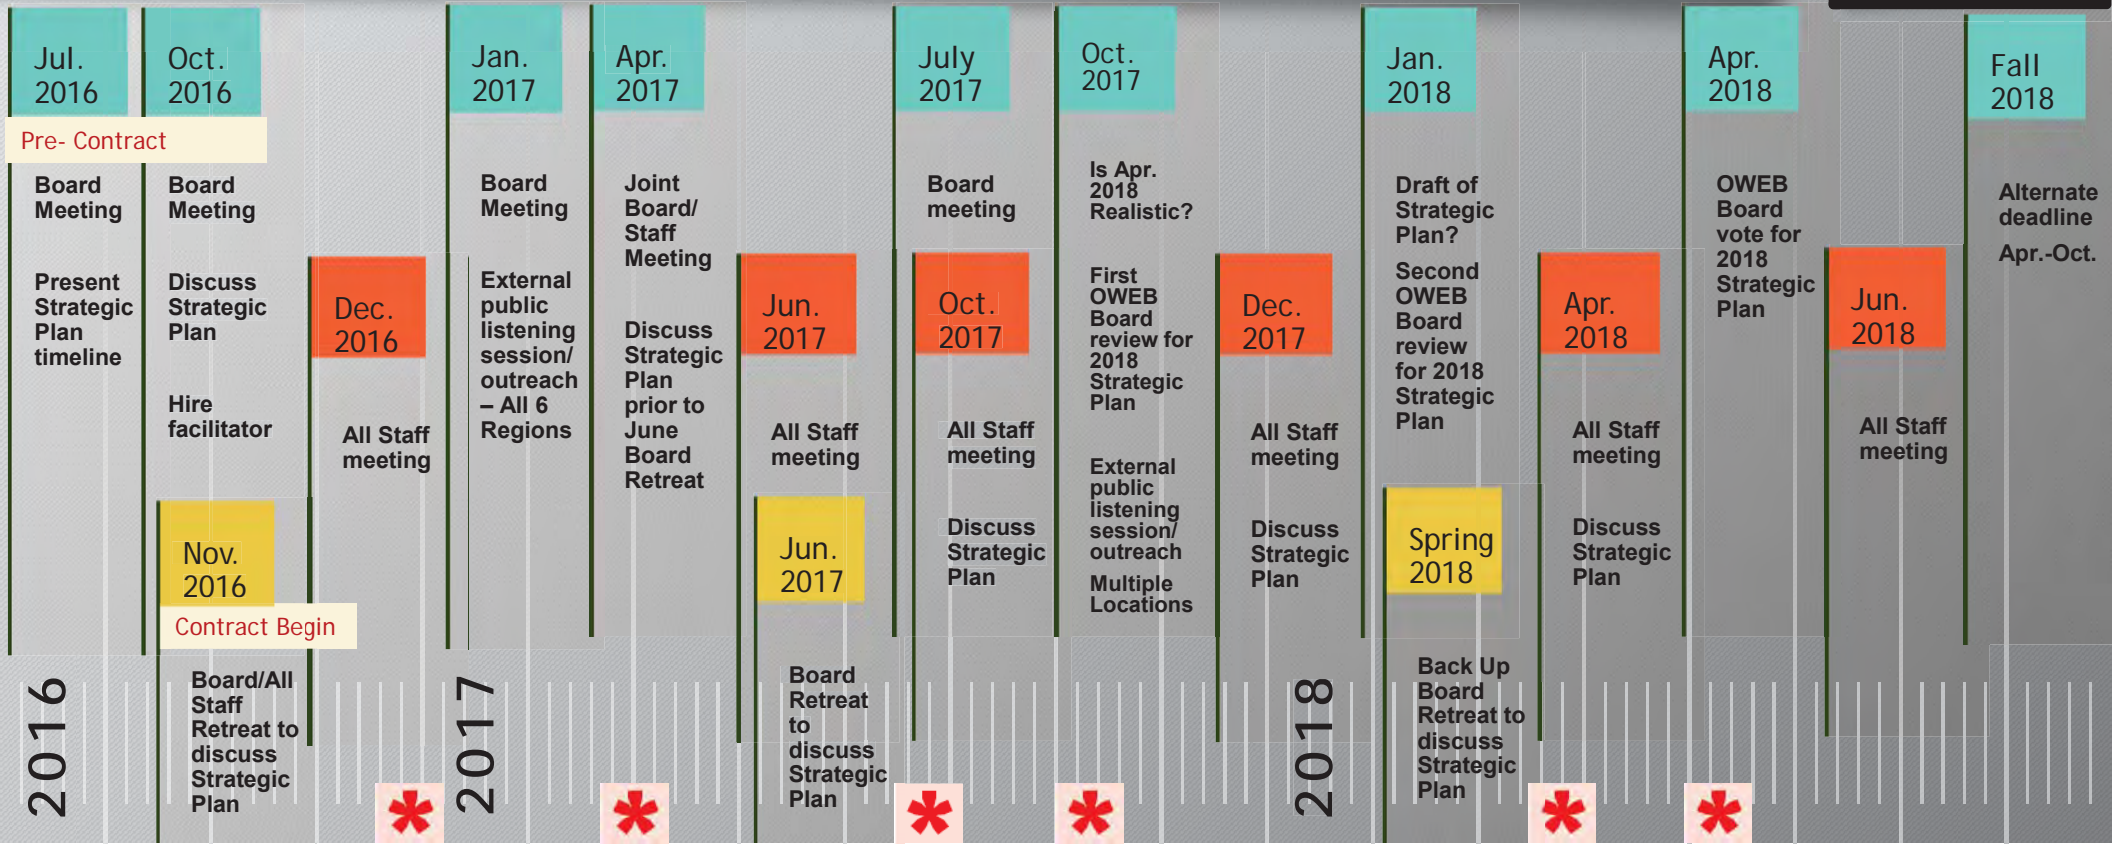 Jul.
2016
Pre- Contract
Board
Meeting
Present
Strategic
Plan
timeline
Oct.
2016
Board
Meeting
Discuss
Strategic
Plan
Hire
facilitator
Nov.
2016
Contract Begin
Board/All
Staff
Retreat to
discuss
Strategic
Plan
Dec.
2016
All Staff
meeting
Jan.
2017
Board
Meeting
External
public
listening
session/
outreach
– All 6
Regions
Apr.
2017
Joint
Board/
Staff
Meeting
Discuss
Strategic
Plan
prior to
June
Board
Retreat
Jun.
2017
All Staff
meeting
Jun.
2017
Board
Retreat
to
discuss
Strategic
Plan
July
2017
Board
meeting
Oct.
2017
All Staff
meeting
Discuss
Strategic
Plan
Oct.
2017
Is Apr.
2018
Realistic?
First
OWEB
Board
review for
2018
Strategic
Plan
External
public
listening
session/
outreach
Multiple
Locations
Dec.
2017
All Staff
meeting
Discuss
Strategic
Plan
Jan.
2018
Draft of
Strategic
Plan?
Second
OWEB
Board
review
for 2018
Strategic
Plan
Spring
2018
Back Up
Board
Retreat to
discuss
Strategic
Plan
Apr.
2018
All Staff
meeting
Discuss
Strategic
Plan
Apr.
2018
OWEB
Board
vote for
2018
Strategic
Plan
Jun.
2018
All Staff
meeting
Fall
2018
Alternate
deadline
Apr.-Oct.
2016
2017
2018
* * * * * *